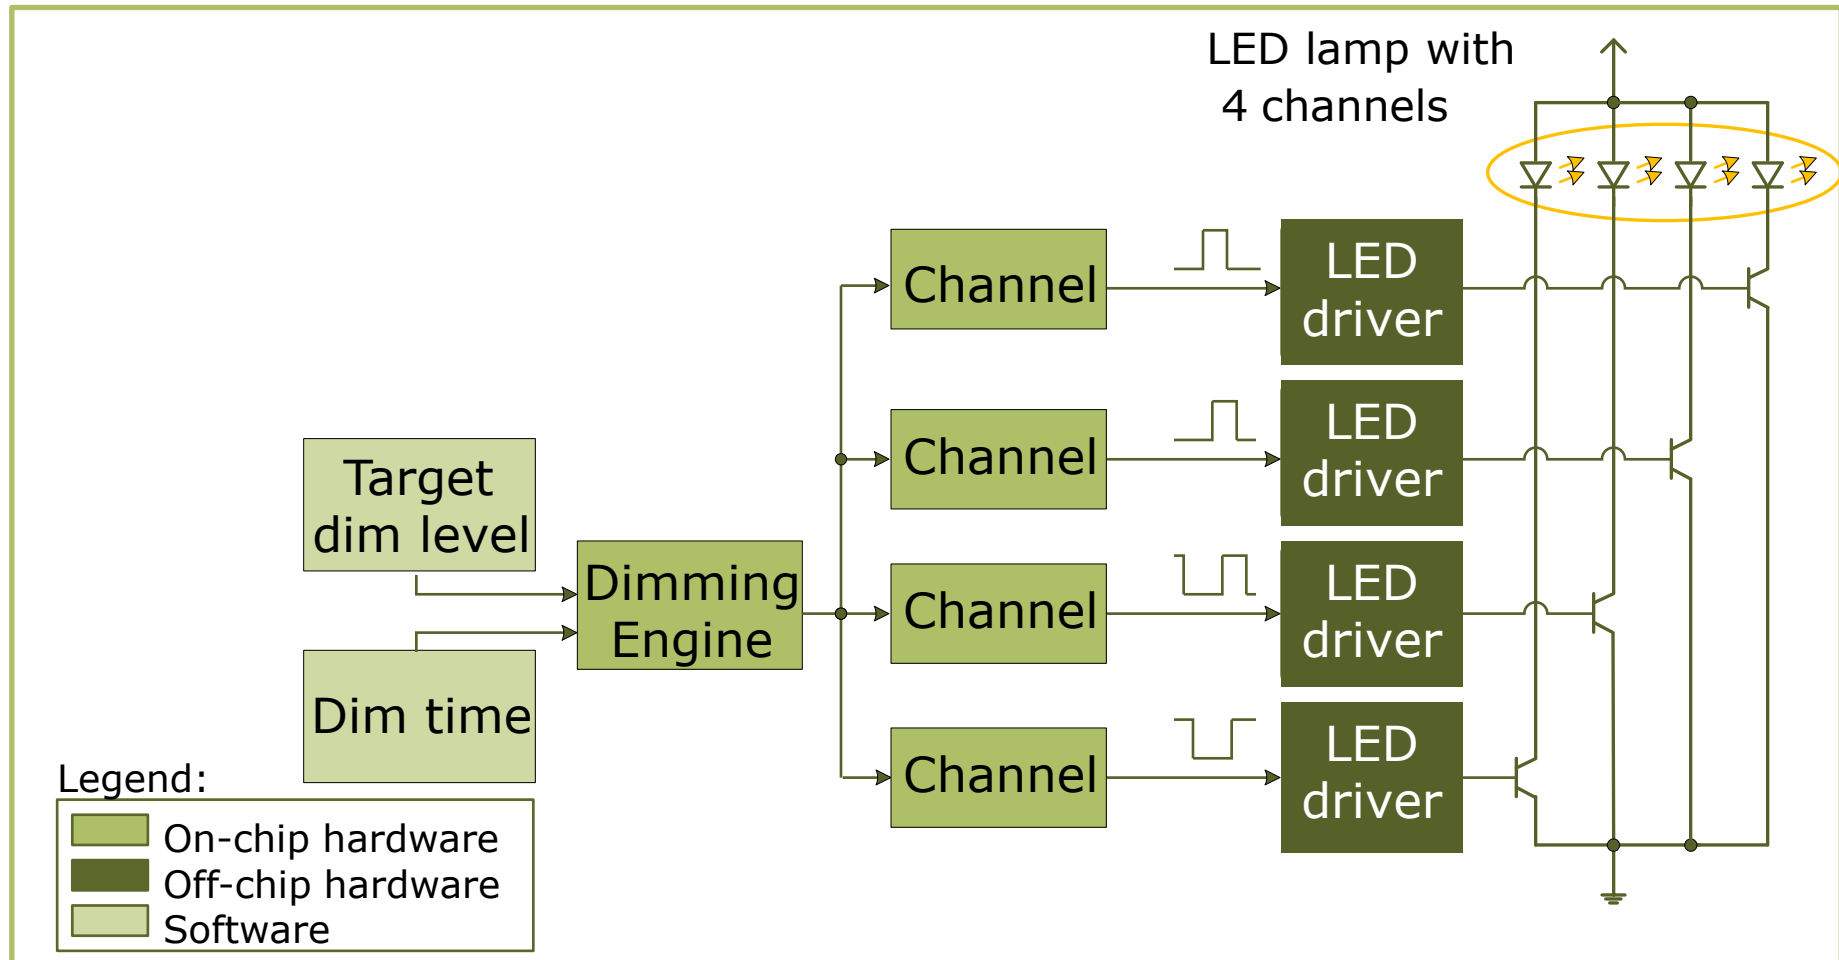 LED lamp with
4 channels
Channel
LED
driver
Channel
LED
driver
Target
dim level
Dimming
Engine
Channel
LED
driver
Dim time
Channel
LED
driver
Legend:
On-chip hardware
Off-chip hardware
Software